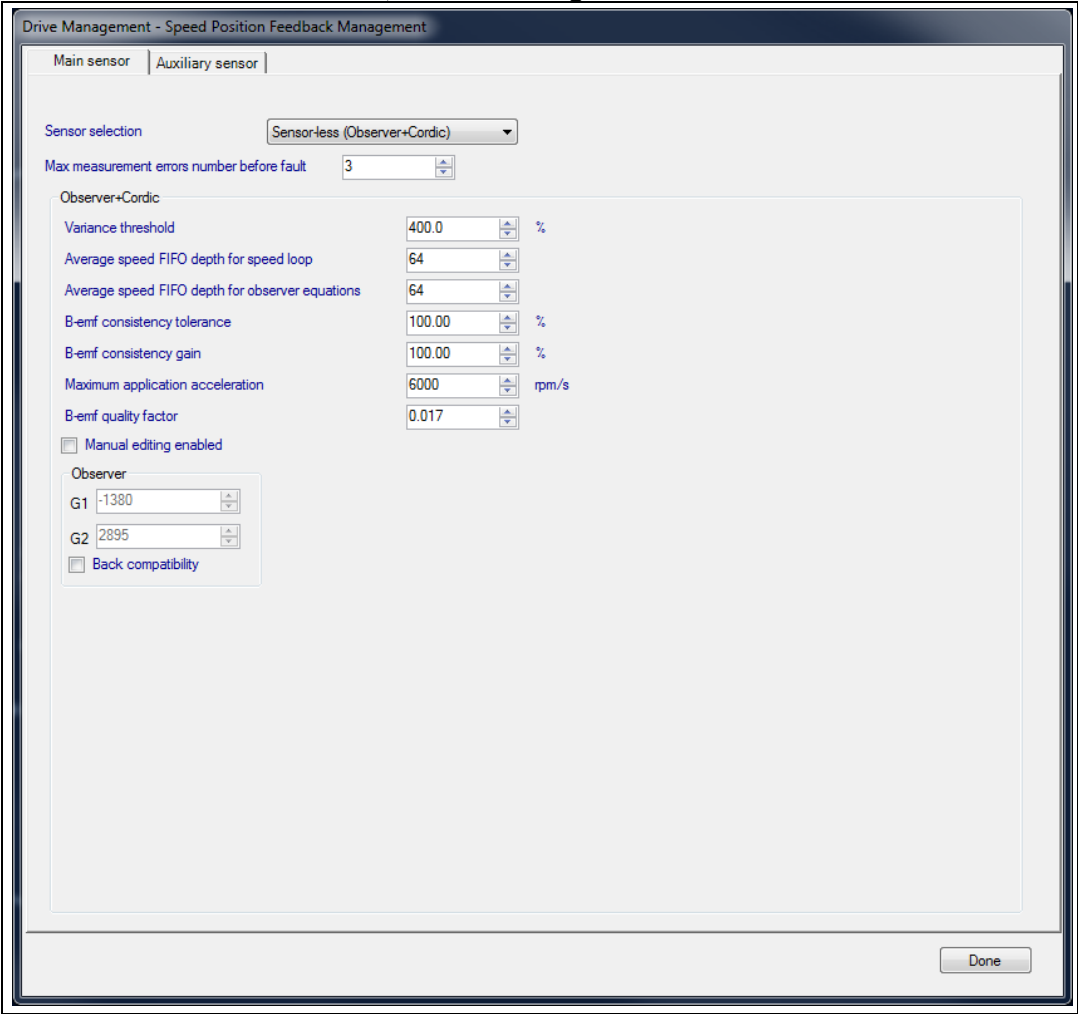 Drive Management - Speed Position Feedback Management
Main sensor Auxiliary sensor
Sensor selection Sensor-less (Observer+Cordic)
Max measurement errors number before fault 3
Observer+Cordic
Variance threshold 400.0 %
Average speed FIFO depth for speed loop 64
Average speed FIFO depth for observer equations 64
B-emf consistency tolerance 100.00 %
B-emf consistency gain 100.00 %
Maximum application acceleration 6000 rpm/s
B-emf quality factor 0.017
Manual editing enabled
Observer
G1 -1380
G2 2895
Back compatibility
Done